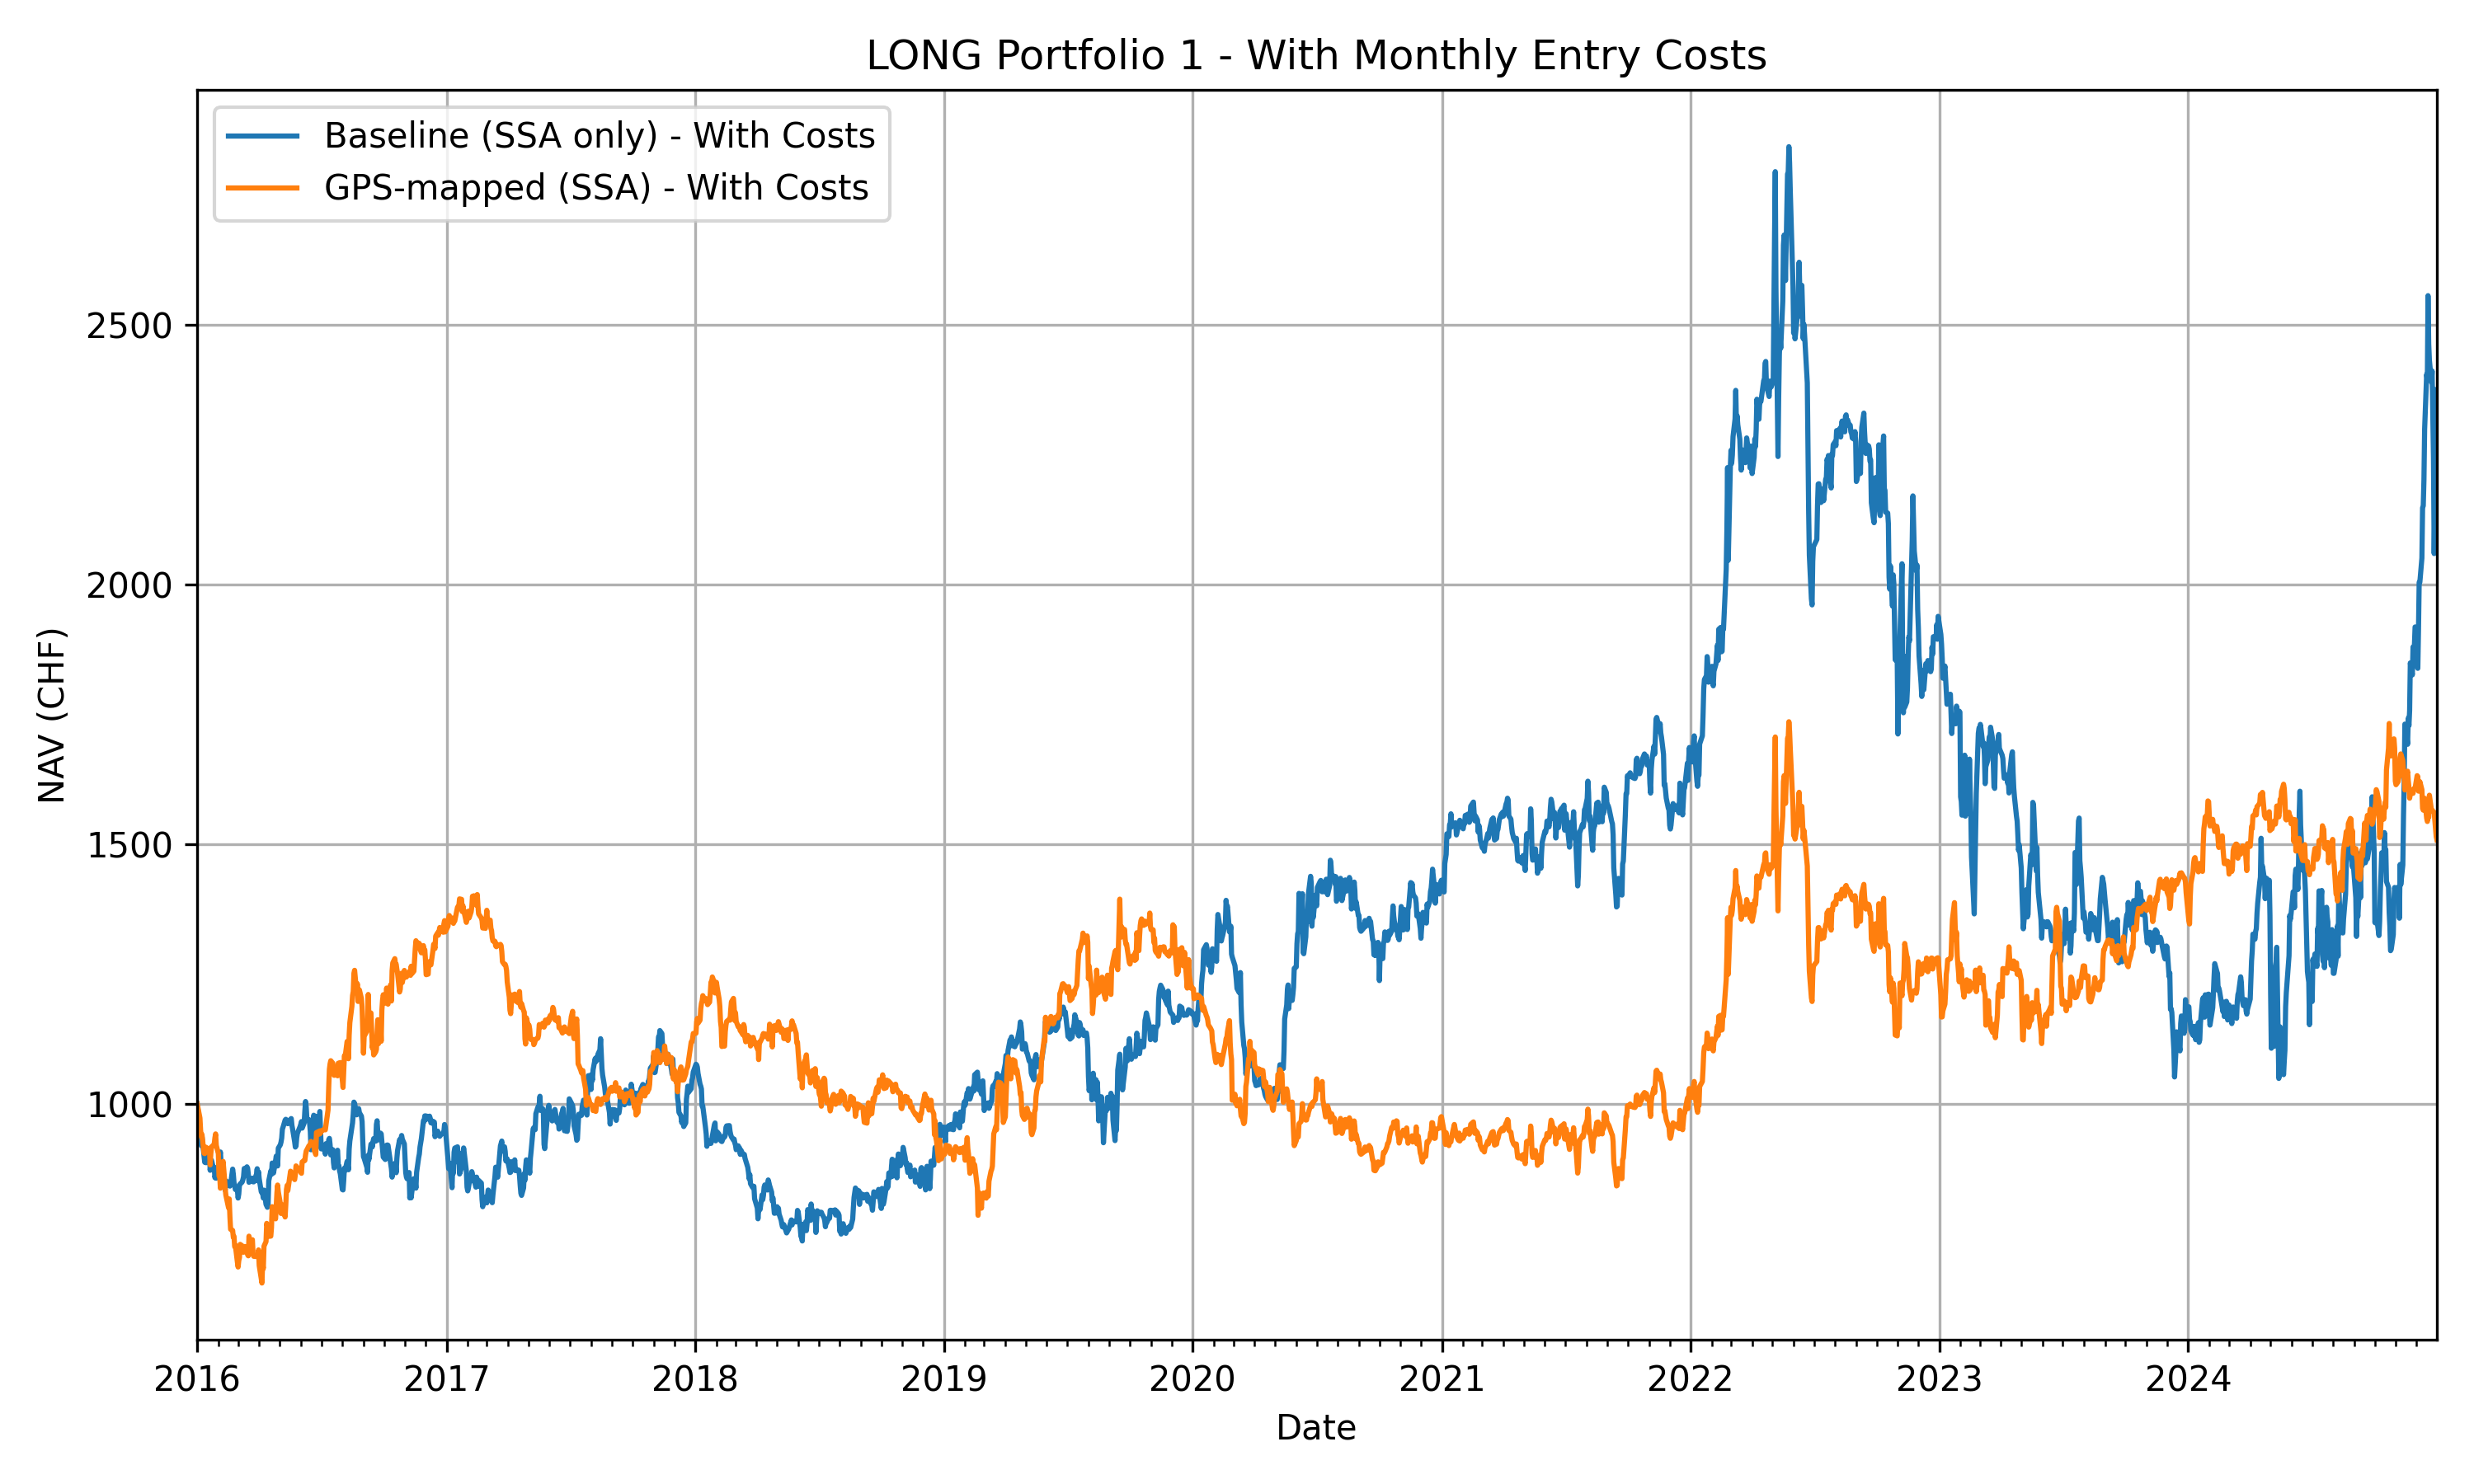 LONG Portfolio 1 - With Monthly Entry Costs
Baseline (SSA only) - With Costs
GPS-mapped (SSA) - With Costs
2500
2000
1500
1000
NAV (CHF)
2016 2017 2018 2019 2020 2021 2022 2023 2024
Date